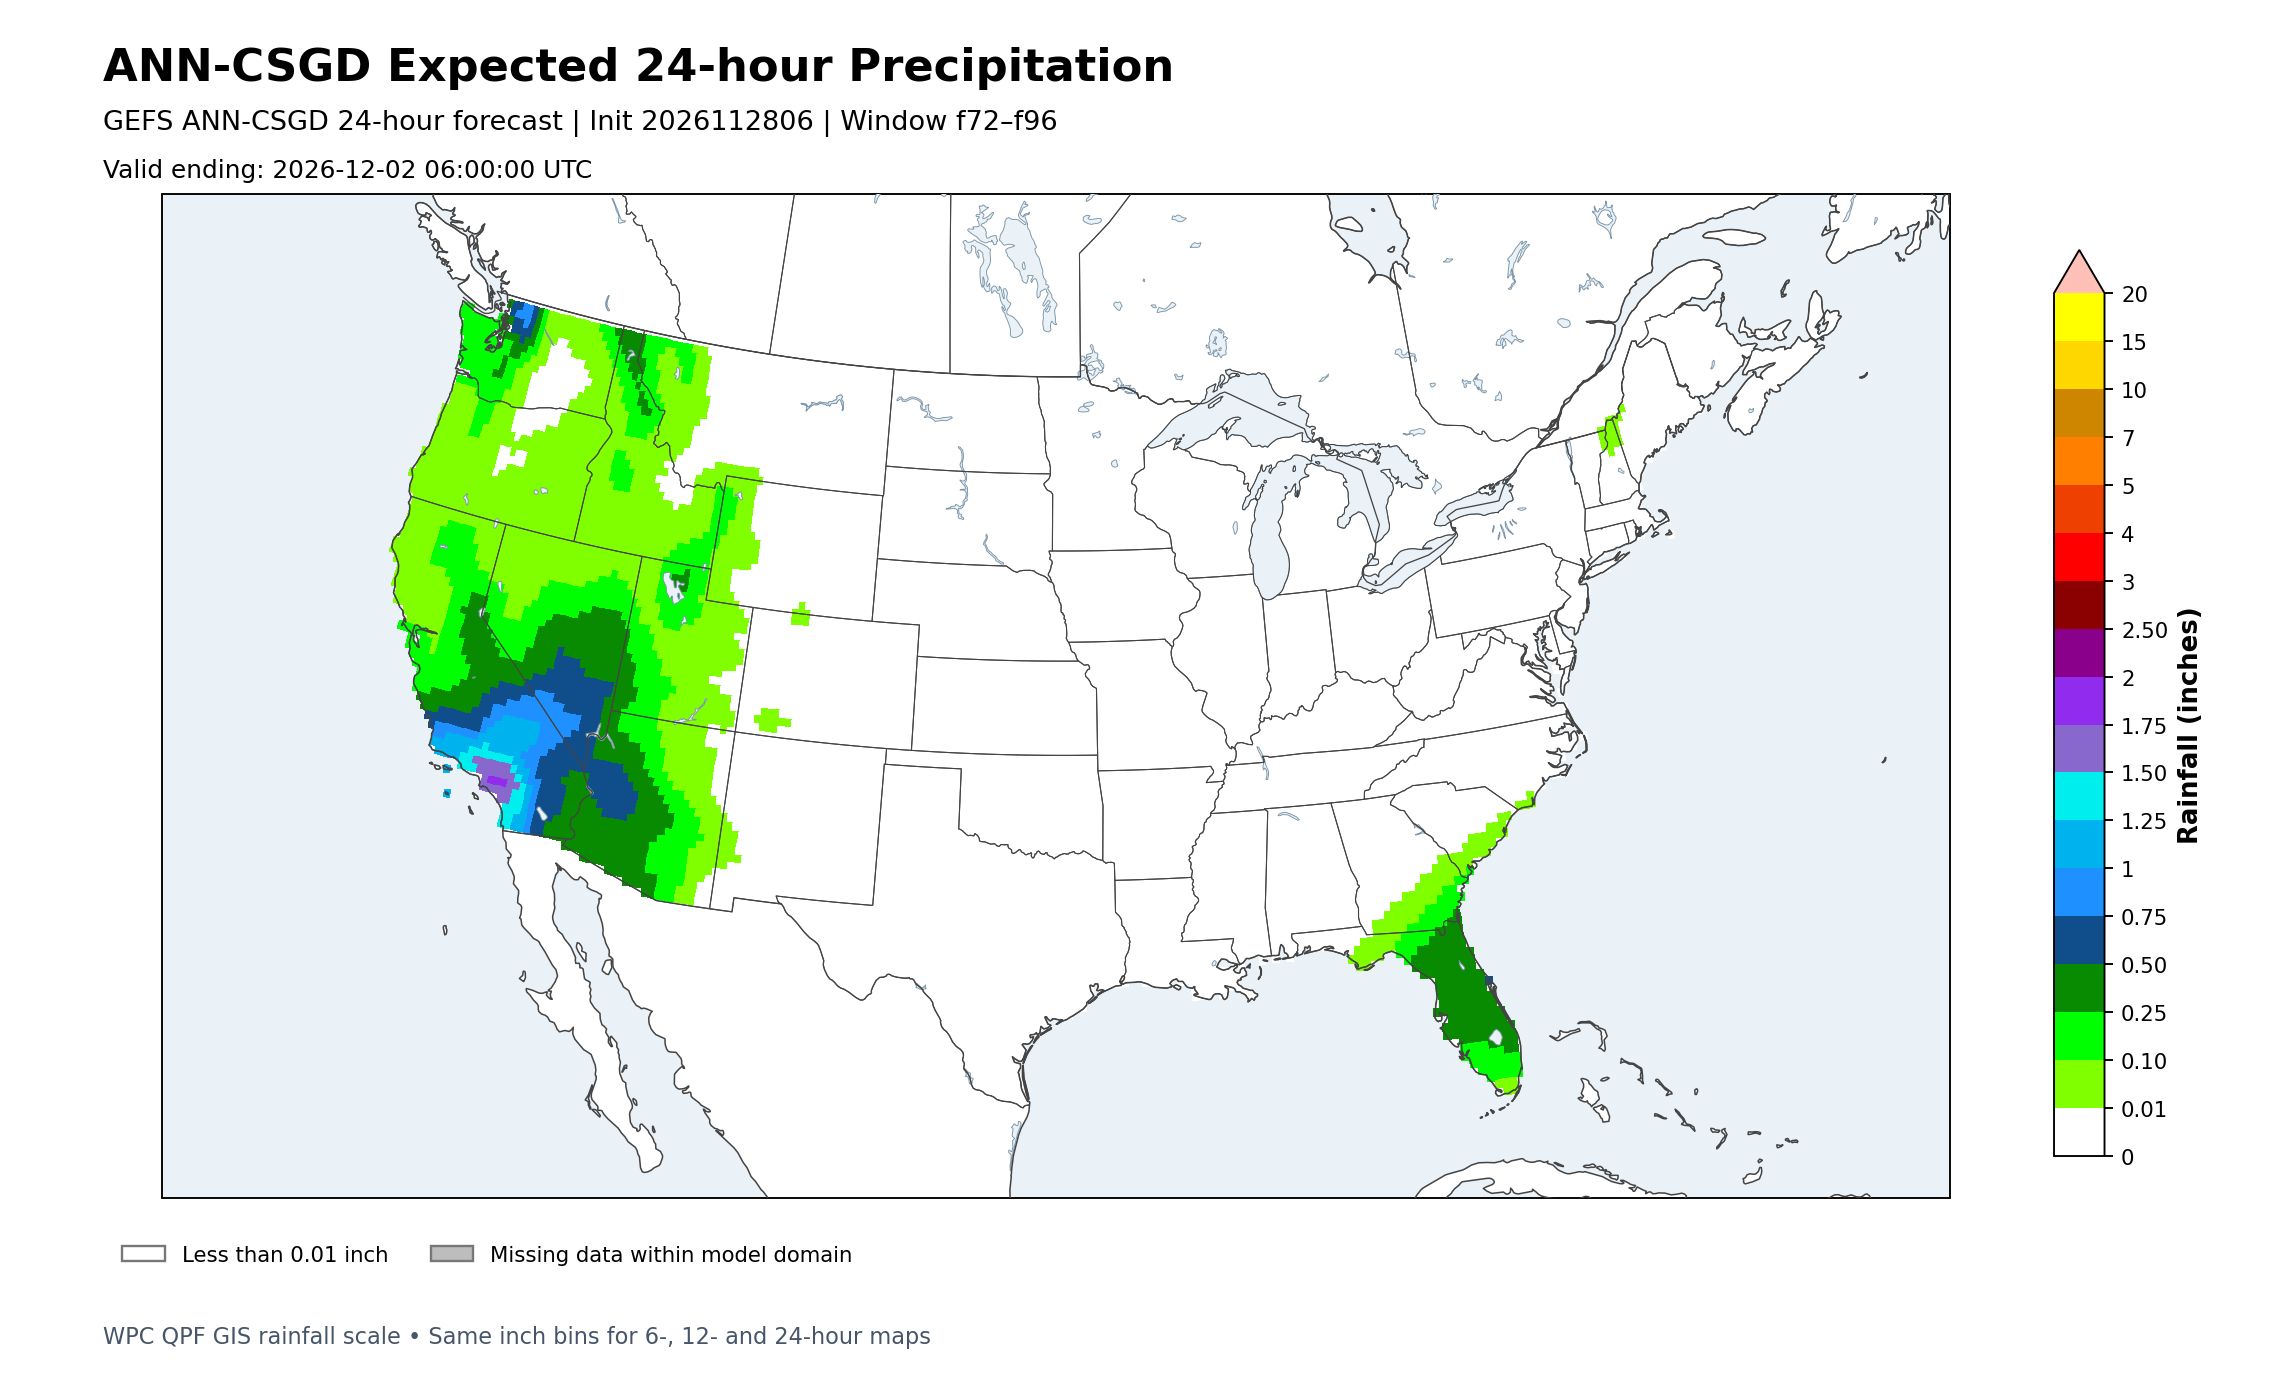 ANN-CSGD Expected 24-hour Precipitation
GEFS ANN-CSGD 24-hour forecast | Init 2026112806 | Window f72–f96
Valid ending: 2026-12-02 06:00:00 UTC
20
15
10
7
5
4
3
2.50
2
1.75
1.50
1.25
1
0.75
0.50
0.25
0.10
0.01
0
Rainfall (inches)
Less than 0.01 inch
Missing data within model domain
WPC QPF GIS rainfall scale • Same inch bins for 6-, 12- and 24-hour maps